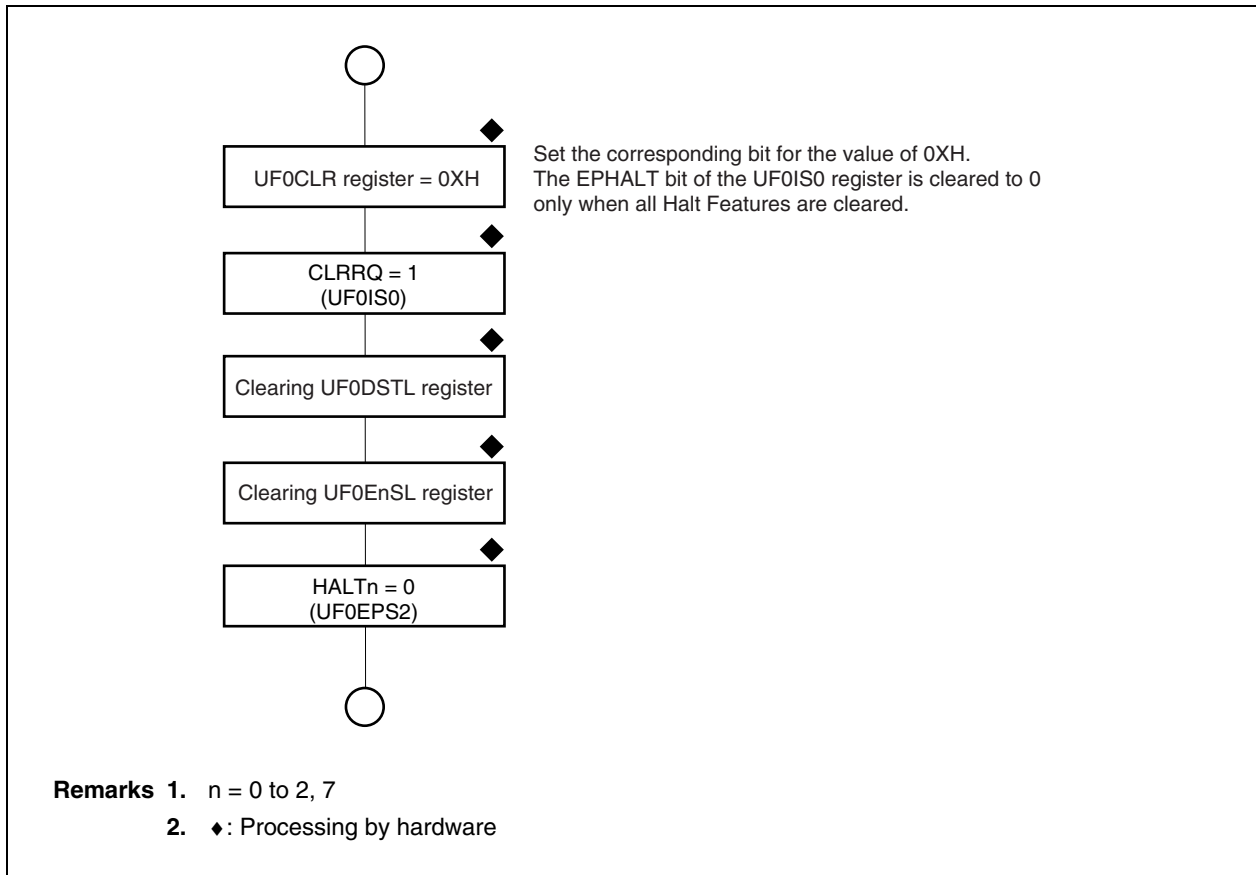 UF0CLR register = 0XH
Set the corresponding bit for the value of 0XH.
The EPHALT bit of the UF0IS0 register is cleared to 0
only when all Halt Features are cleared.
CLRRQ = 1
(UF0IS0)
Clearing UF0DSTL register
Clearing UF0EnSL register
HALTn = 0
(UF0EPS2)
Remarks 1. n = 0 to 2, 7
2. ♦: Processing by hardware